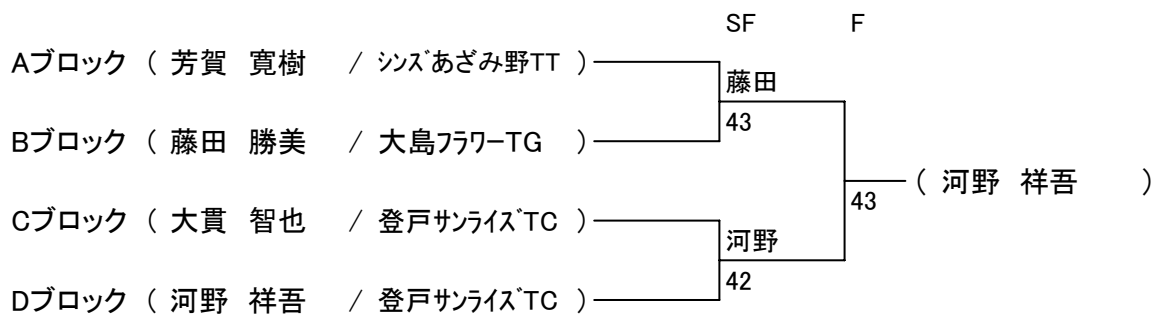 SF F
Aブロック ( 芳賀 寛樹 / シンズあざみ野TT )
藤田
43
Bブロック ( 藤田 勝美 / 大島フラワーTG )
( 河野 祥吾 )
43
Cブロック ( 大貫 智也 / 登戸サンライズTC )
河野
42
Dブロック ( 河野 祥吾 / 登戸サンライズTC )